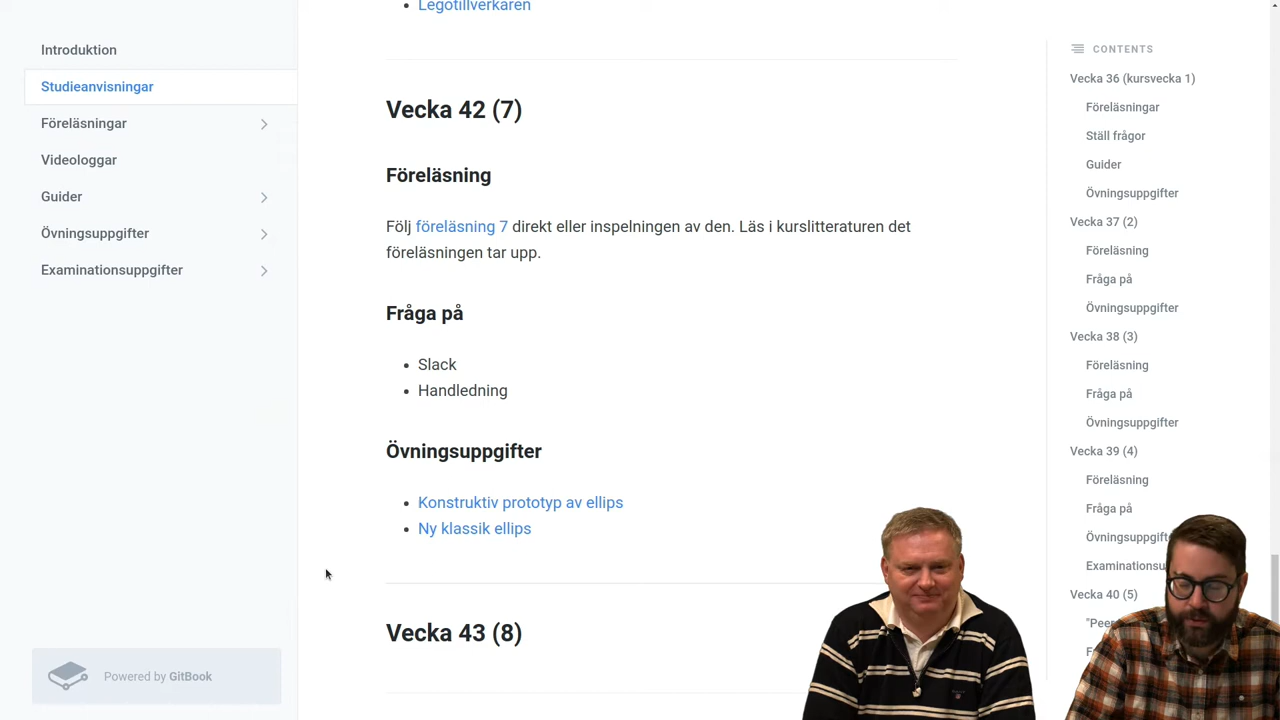 Introduktion
Studieanvisningar
Föreläsningar
Videologgar
Guider
Övningsuppgifter
Examinationsuppgifter
Powered by GitBook
Legotillverkaren
Vecka 42 (7)
Föreläsning
Följ föreläsning 7 direkt eller inspelningen av den. Läs i kurslitteraturen det
föreläsningen tar upp.
Fråga på
Slack
Handledning
Övningsuppgifter
Konstruktiv prototyp av ellips
Ny klassik ellips
Vecka 43 (8)
CONTENTS
Vecka 36 (kursvecka 1)
Föreläsningar
Ställ frågor
Guider
Övningsuppgifter
Vecka 37 (2)
Föreläsning
Fråga på
Övningsuppgifter
Vecka 38 (3)
Föreläsning
Fråga på
Övningsuppgifter
Vecka 39 (4)
Föreläsning
Fråga på
Övningsuppgift
Examinationsu
Vecka 40 (5)
"Peer